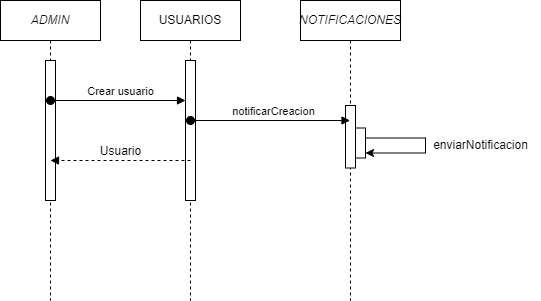 ADMIN
USUARIOS
NOTIFICACIONES
Crear usuario
notificarCreacion
enviarNotificacion
Usuario